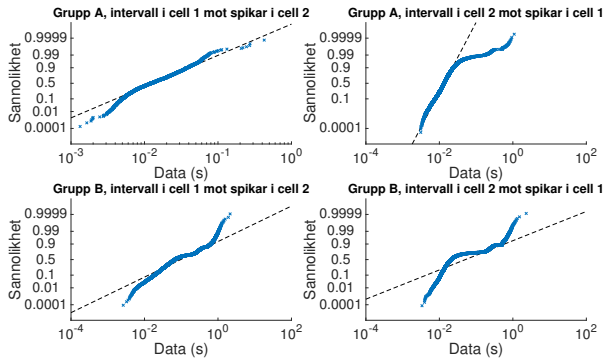 Grupp A, intervall i cell 1 mot spikar i cell 2
Sannolikhet
0.9999
0.99
0.9
0.5
0.1
0.01
0.0001
10^-3 10^-2 10^-1 10^0
Data (s)
Grupp A, intervall i cell 2 mot spikar i cell 1
Sannolikhet
0.9999
0.99
0.9
0.5
0.1
0.01
0.0001
10^-4 10^-2 10^0 10^2
Data (s)
Grupp B, intervall i cell 1 mot spikar i cell 2
Sannolikhet
0.9999
0.99
0.9
0.5
0.1
0.01
0.0001
10^-4 10^-2 10^0 10^2
Data (s)
Grupp B, intervall i cell 2 mot spikar i cell 1
Sannolikhet
0.9999
0.99
0.9
0.5
0.1
0.01
0.0001
10^-4 10^-2 10^0 10^2
Data (s)